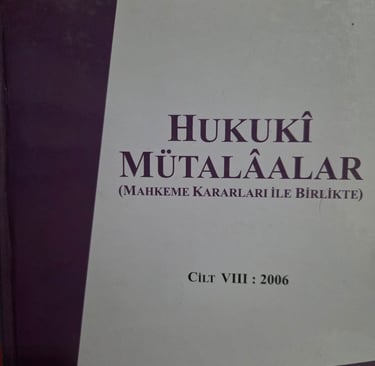 HUKUKÎ
MÜTALÂALAR
(MAHKEME KARARLARI İLE BİRLİKTE)
CİLT VIII : 2006